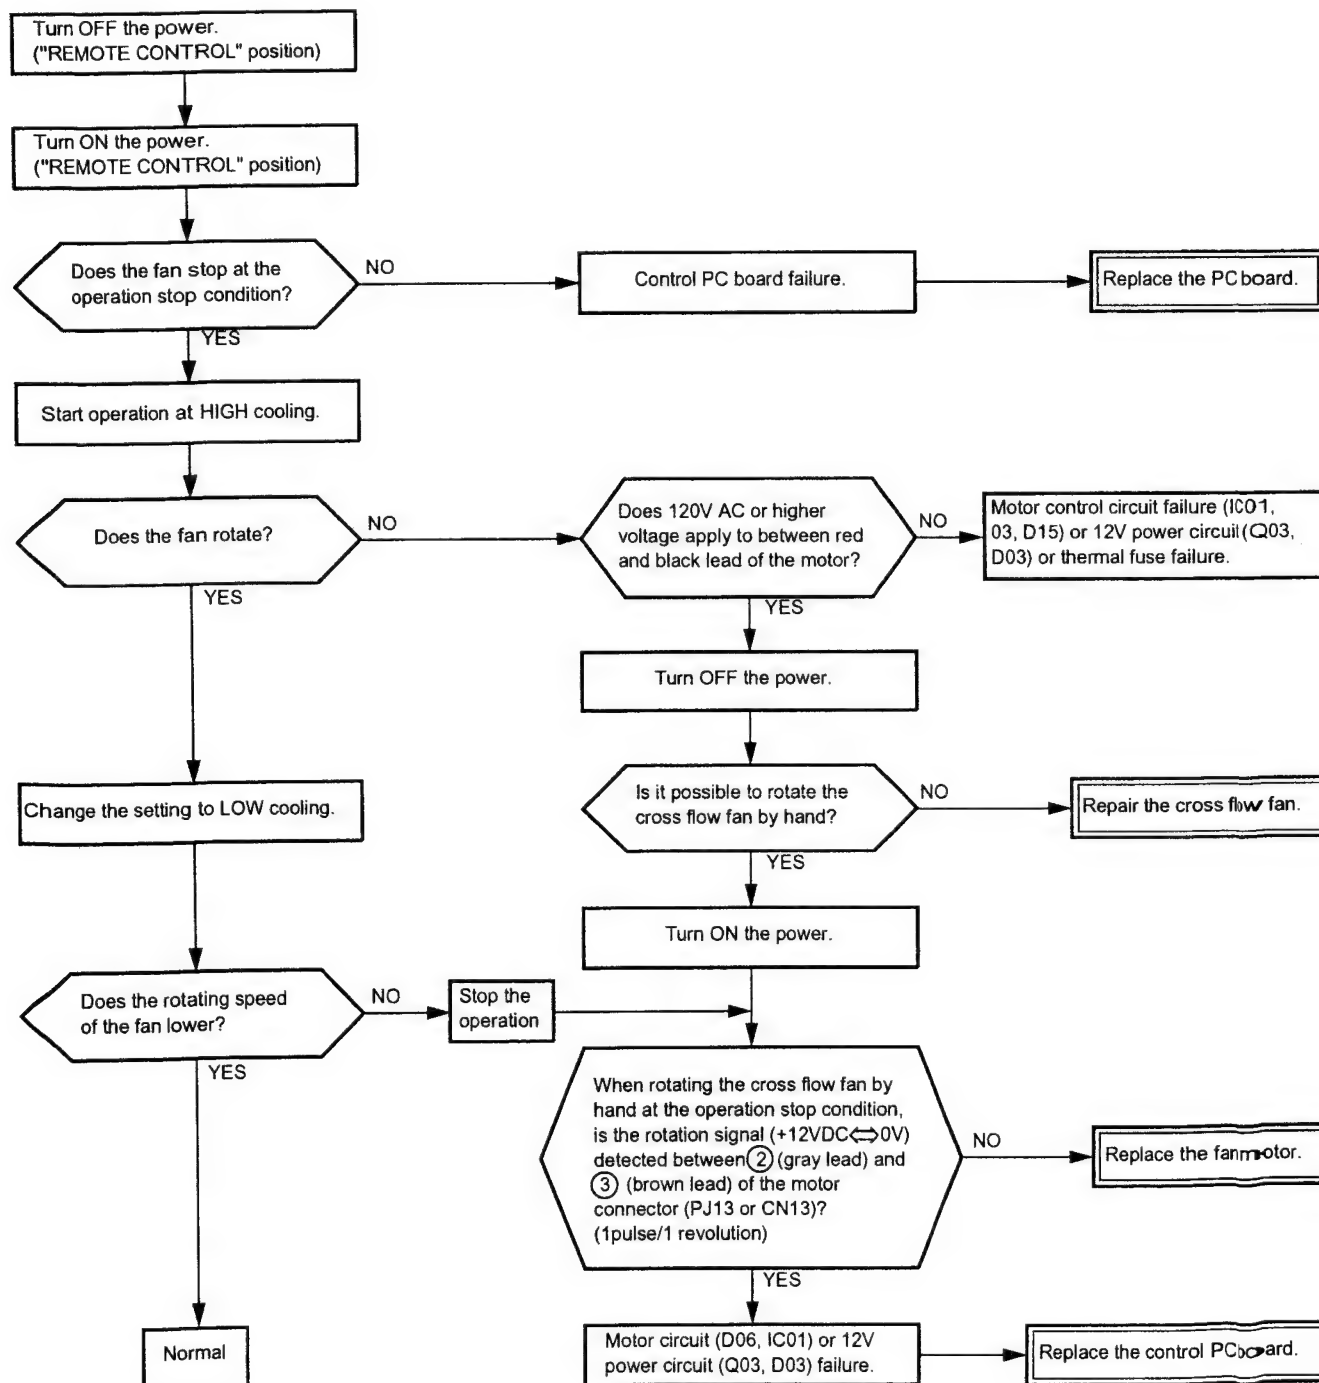 Turn OFF the power.
("REMOTE CONTROL" position)
Turn ON the power.
("REMOTE CONTROL" position)
Does the fan stop at the
operation stop condition?
NO
Control PC board failure.
Replace the PC board.
YES
Start operation at HIGH cooling.
Does the fan rotate?
NO
Does 120V AC or higher
voltage apply to between red
and black lead of the motor?
NO
Motor control circuit failure (IC01,
03, D15) or 12V power circuit (Q03,
D03) or thermal fuse failure.
YES
YES
Turn OFF the power.
Change the setting to LOW cooling.
Is it possible to rotate the
cross flow fan by hand?
NO
Repair the cross flow fan.
YES
Turn ON the power.
Does the rotating speed
of the fan lower?
NO
Stop the
operation
YES
When rotating the cross flow fan by
hand at the operation stop condition,
is the rotation signal (+12VDC⇔0V)
detected between ② (gray lead) and
③ (brown lead) of the motor
connector (PJ13 or CN13)?
(1pulse/1 revolution)
NO
Replace the fan motor.
YES
Normal
Motor circuit (D06, IC01) or 12V
power circuit (Q03, D03) failure.
Replace the control PC board.